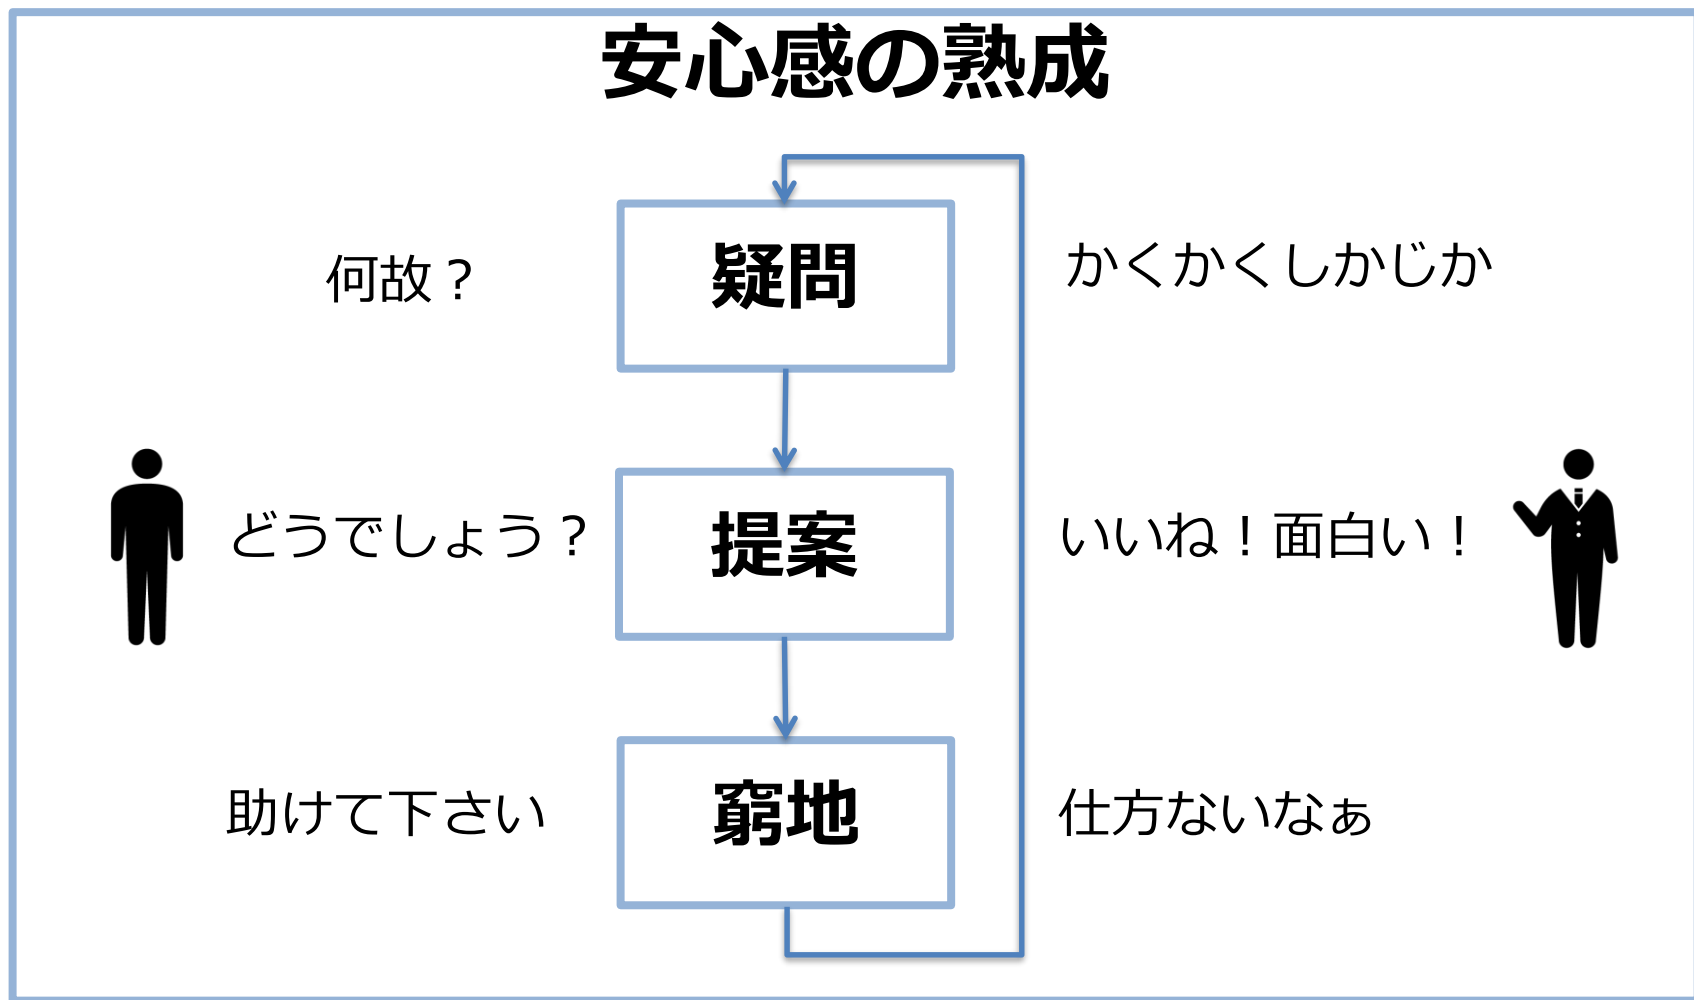 安心感の熟成
何故？
疑問
かくかくしかじか
どうでしょう？
提案
いいね！面白い！
助けて下さい
窮地
仕方ないなぁ